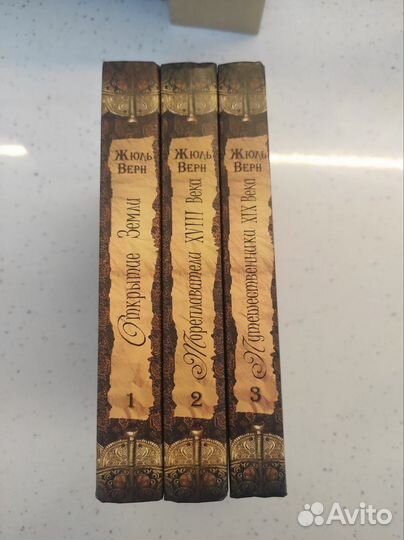 Жюль
Верн
Открытие Земли
1
Жюль
Верн
Мореплаватели XVIII Века
2
Жюль
Верн
Путешественники XIX Века
3
Avito